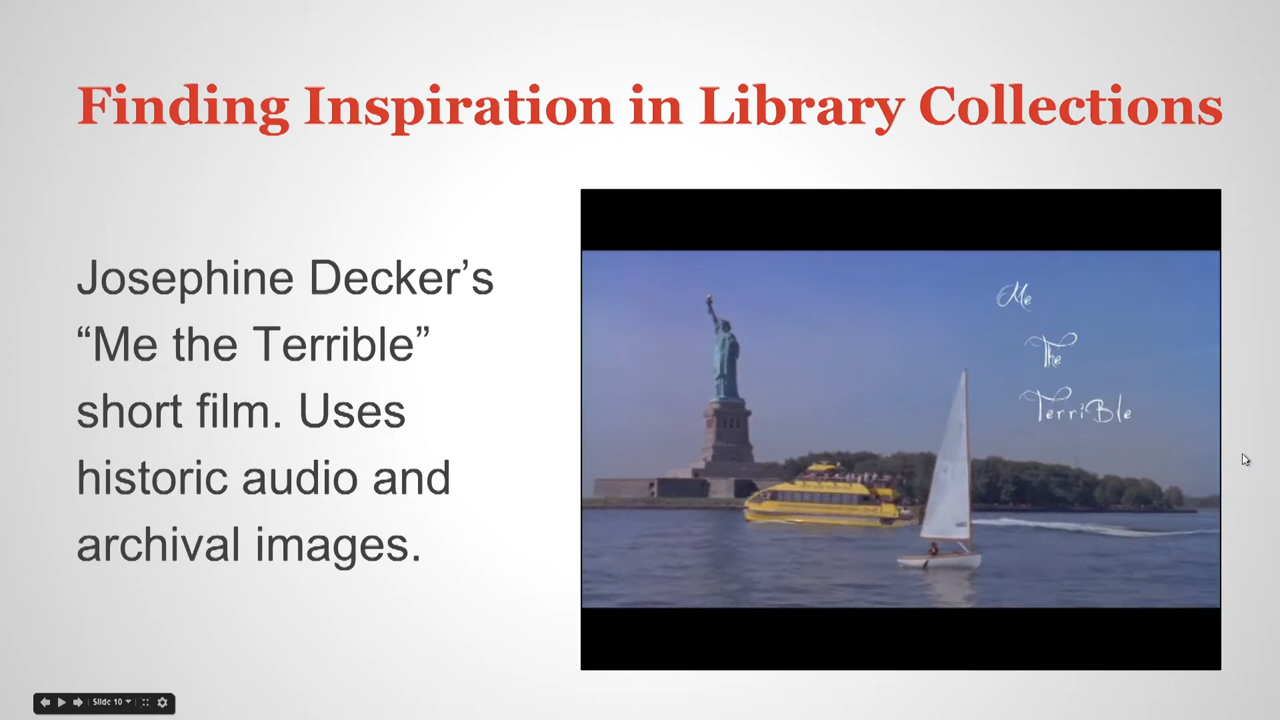 Finding Inspiration in Library Collections
Josephine Decker’s
“Me the Terrible”
short film. Uses
historic audio and
archival images.
Me
The
TerriBle
Slide 10